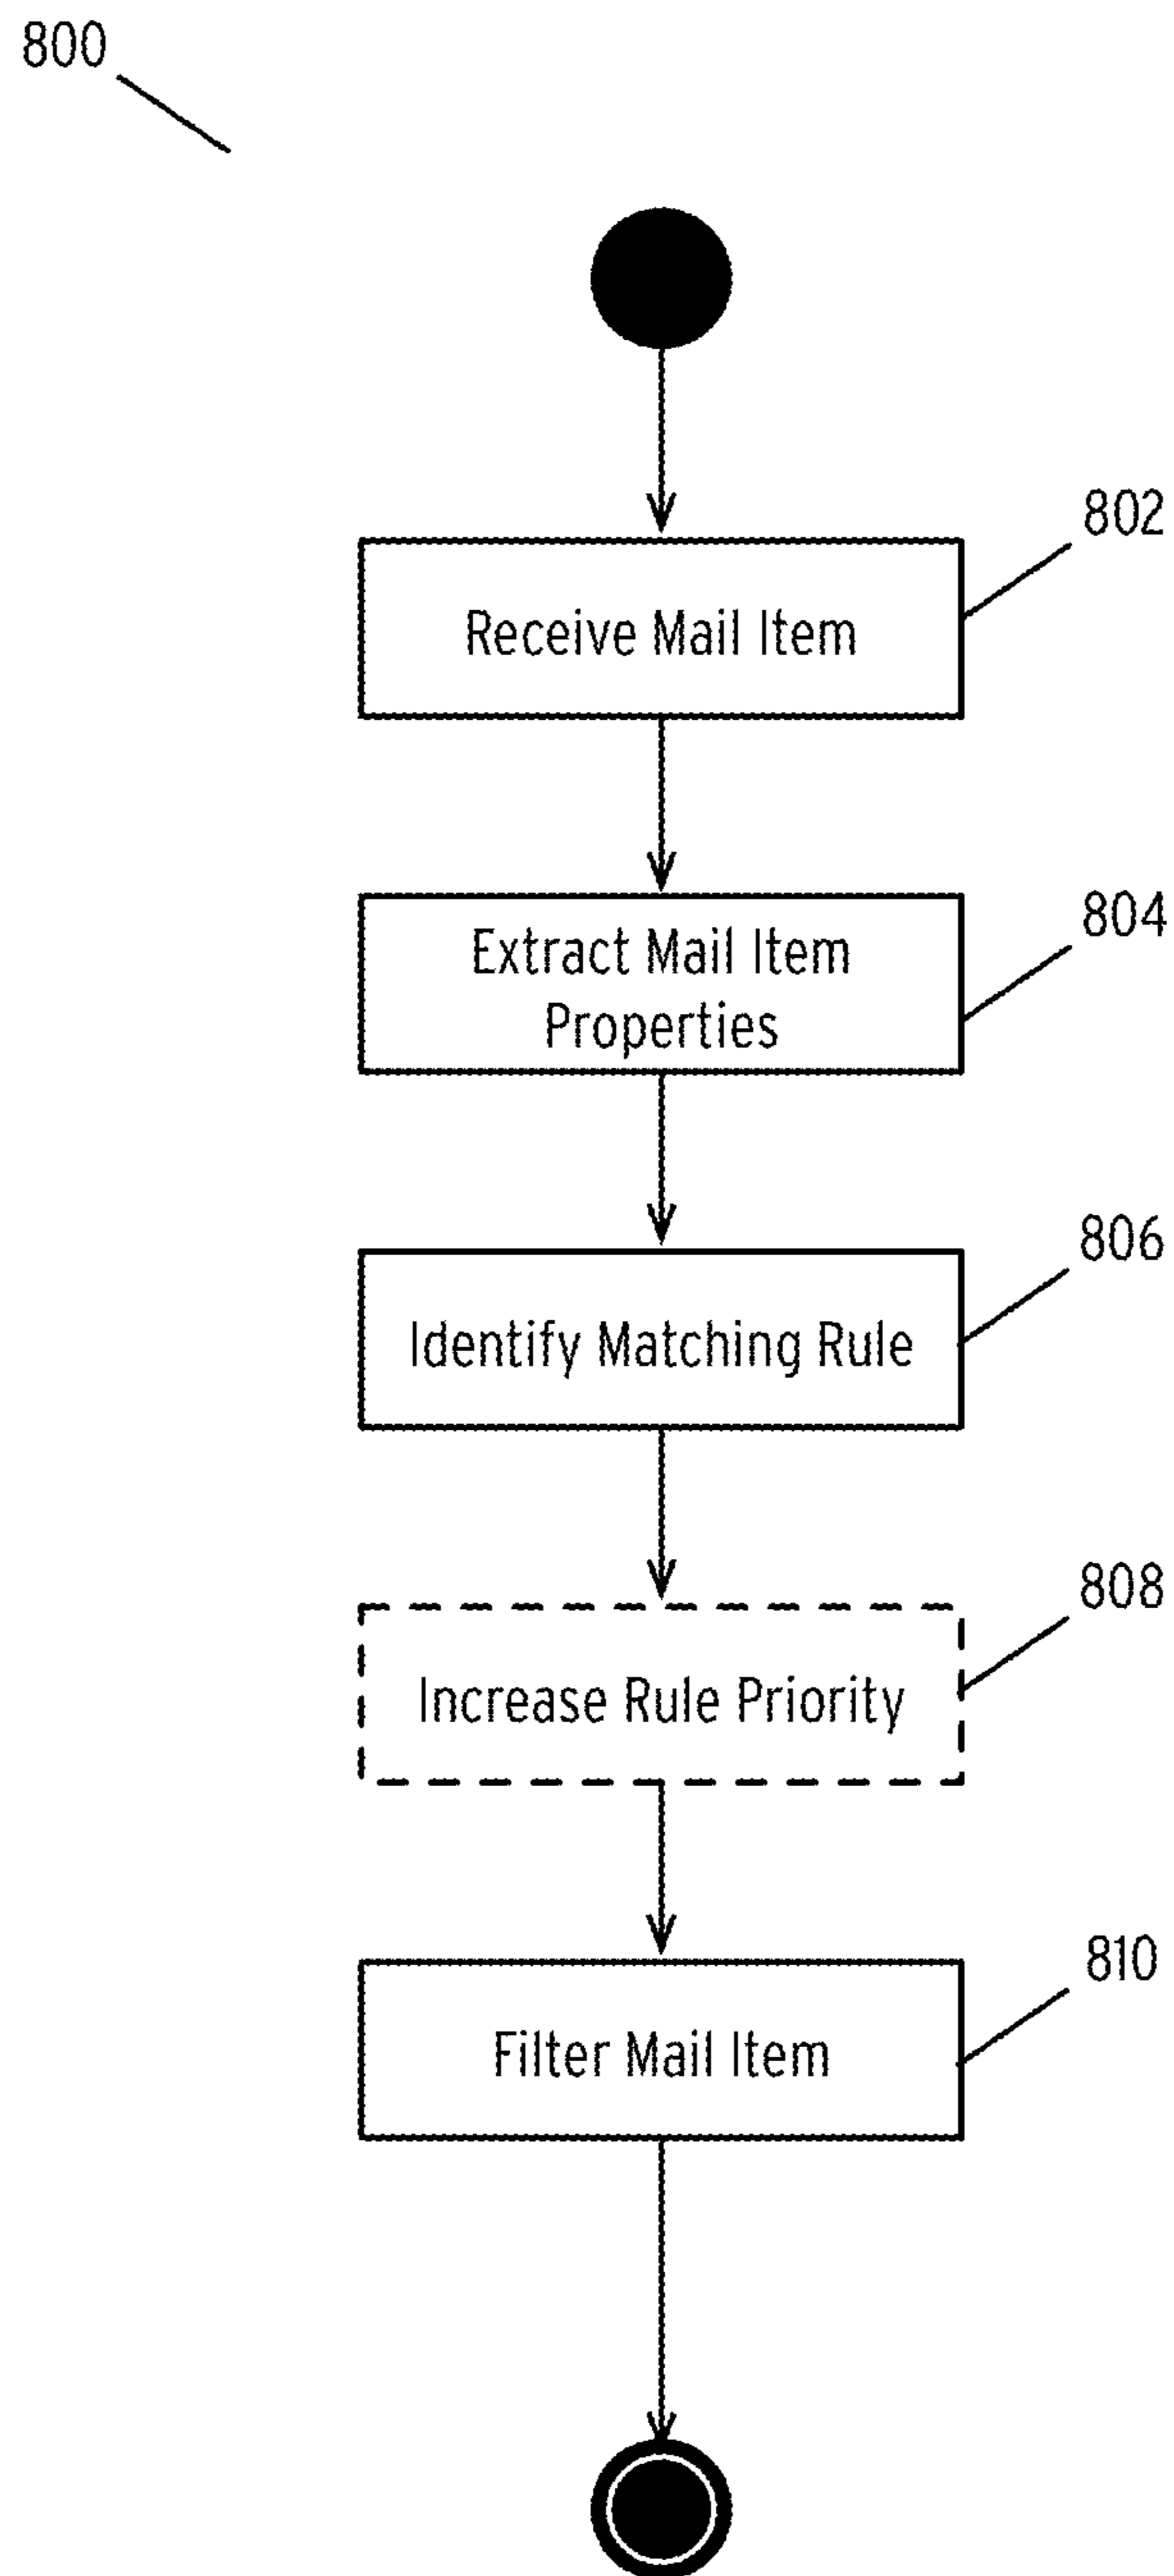 800
802
Receive Mail Item
804
Extract Mail Item
Properties
806
Identify Matching Rule
808
Increase Rule Priority
810
Filter Mail Item